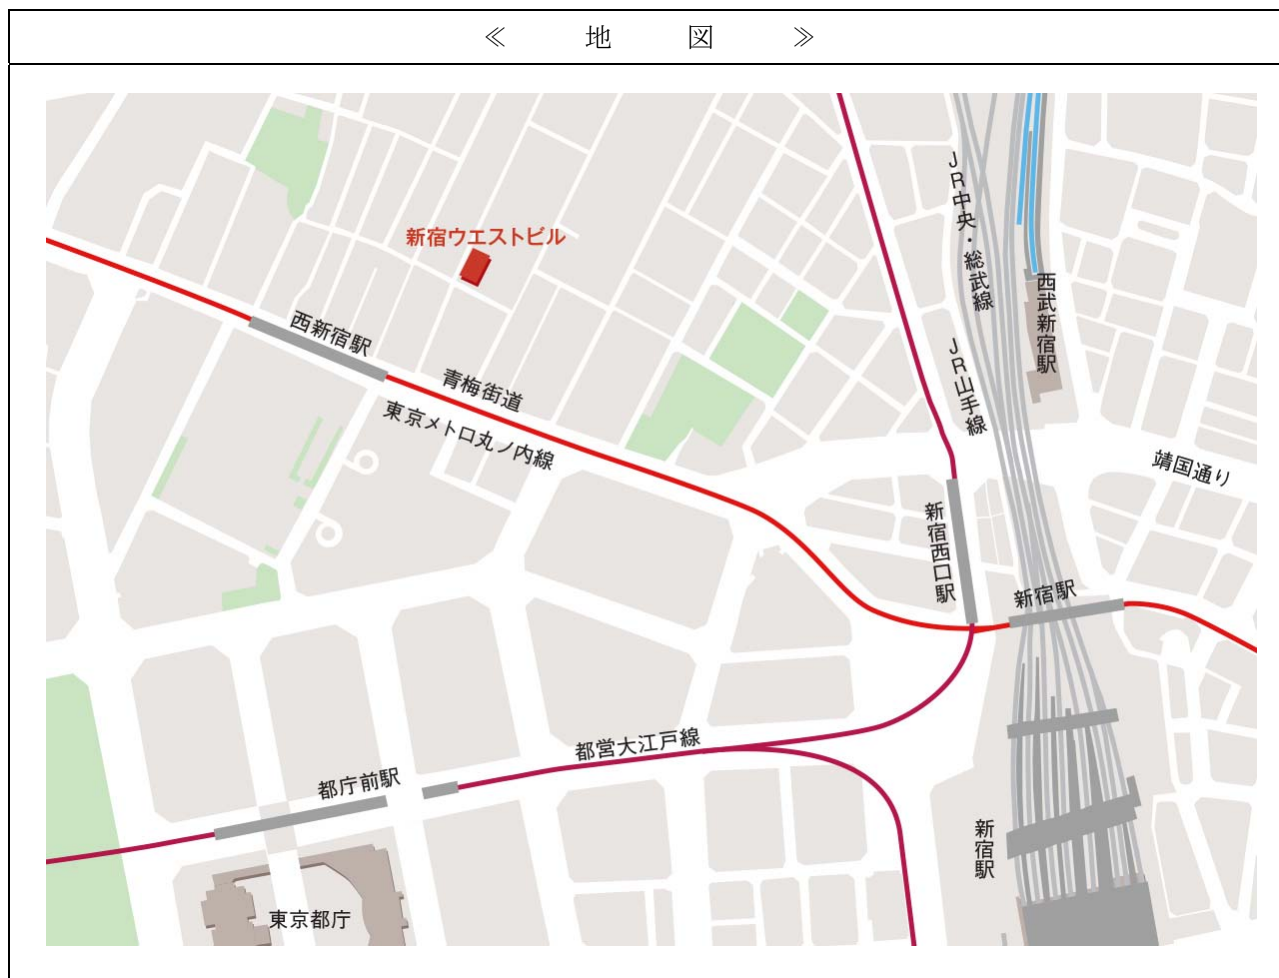 ≪ 地 図 ≫
JR中央・総武線
新宿ウエストビル
西武新宿駅
西新宿駅
JR山手線
青梅街道
東京メトロ丸ノ内線
靖国通り
新宿西口駅
新宿駅
都営大江戸線
都庁前駅
新宿駅
東京都庁